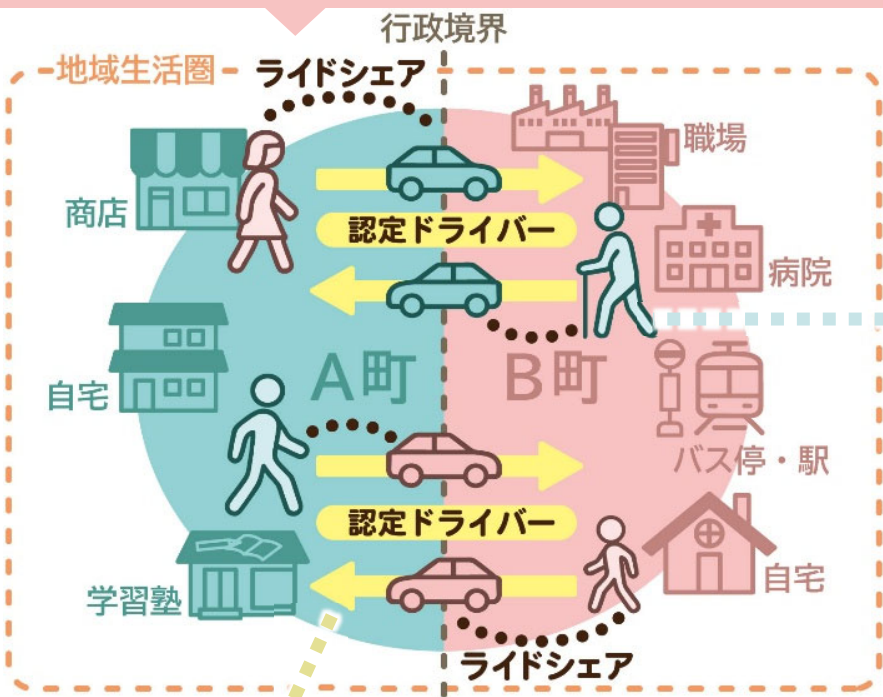 行政境界
地域生活圏
ライドシェア
職場
商店
認定ドライバー
病院
A町
B町
自宅
バス停・駅
認定ドライバー
自宅
学習塾
ライドシェア